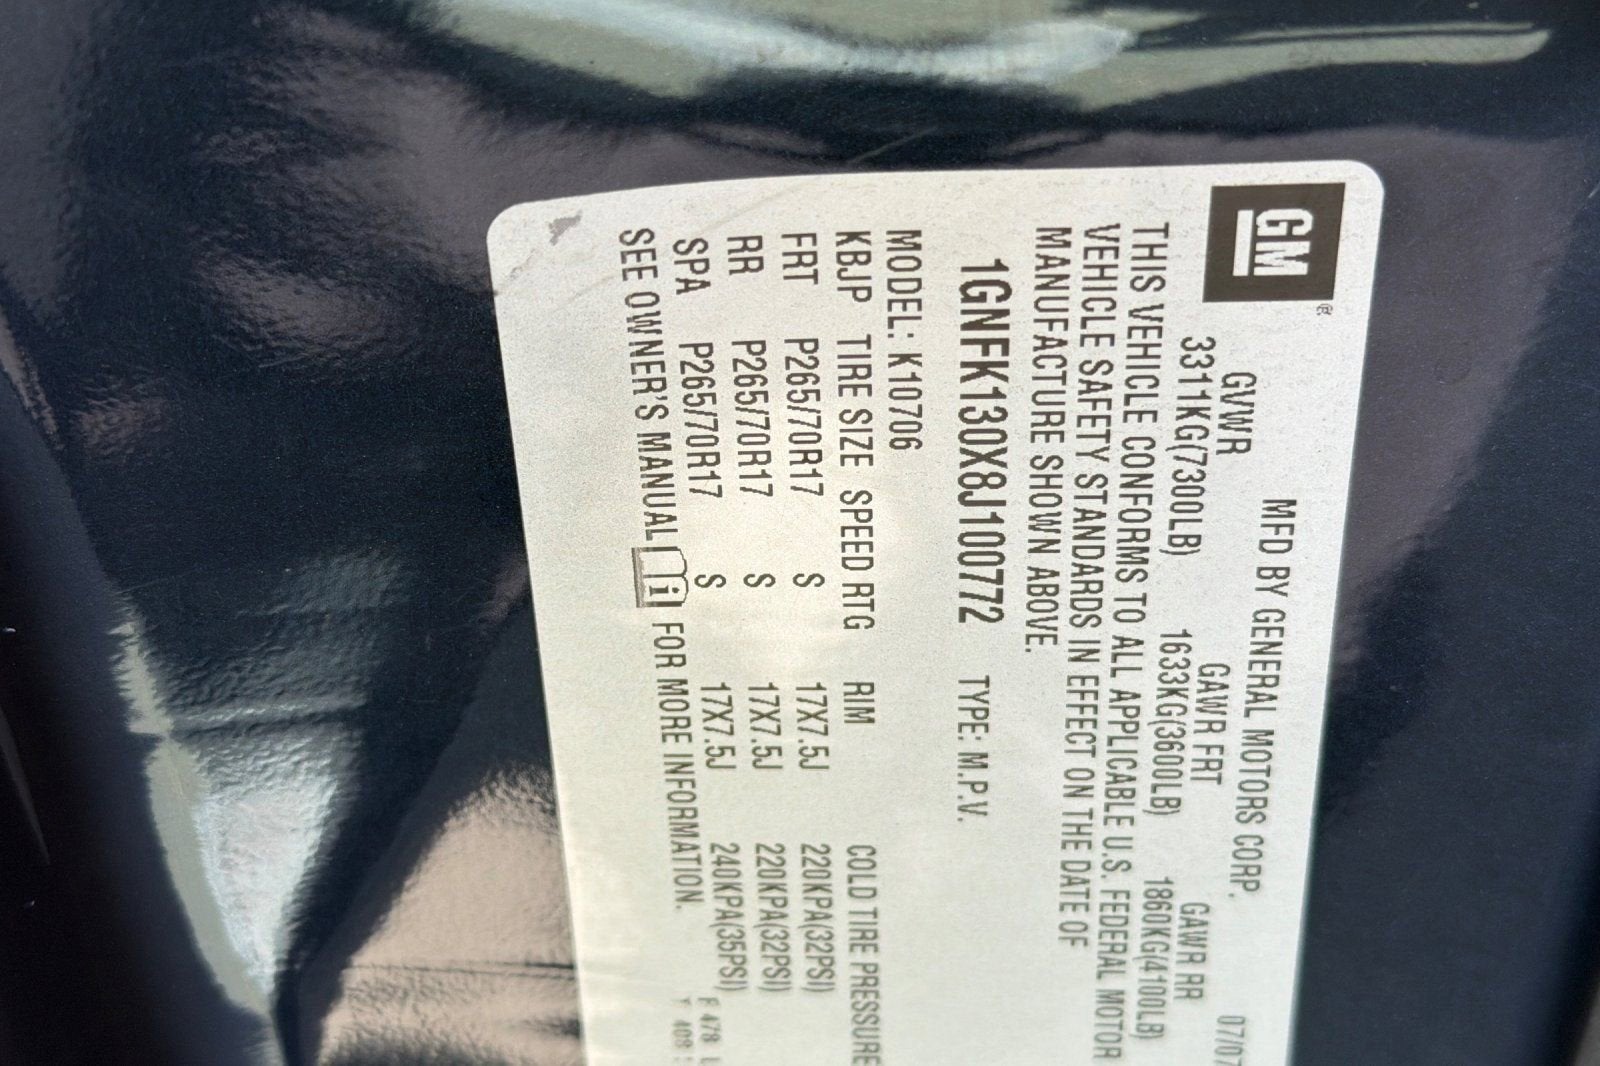 GM ®
MFD BY GENERAL MOTORS CORP. 07/07
GVWR GAWR FRT GAWR RR
3311KG(7300LB) 1633KG(3600LB) 1860KG(4100LB)
THIS VEHICLE CONFORMS TO ALL APPLICABLE U.S. FEDERAL MOTOR
VEHICLE SAFETY STANDARDS IN EFFECT ON THE DATE OF
MANUFACTURE SHOWN ABOVE.
1GNFK130X8J100772 TYPE: M.P.V.
MODEL: K10706
KBJP TIRE SIZE SPEED RTG RIM COLD TIRE PRESSURE
FRT P265/70R17 S 17X7.5J 220KPA(32PSI)
RR P265/70R17 S 17X7.5J 220KPA(32PSI)
SPA P265/70R17 S 17X7.5J 240KPA(35PSI) F 478
SEE OWNER'S MANUAL i FOR MORE INFORMATION. 408